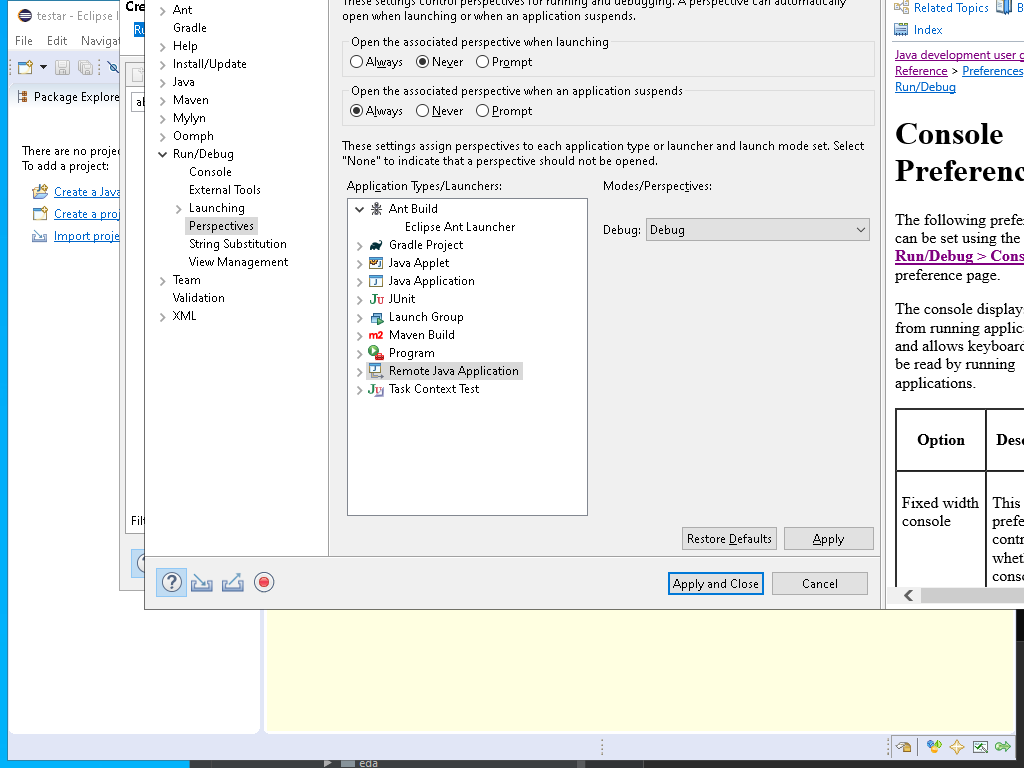 testar - Eclipse I
File Edit Navigat
Package Explore
There are no projec
To add a project:
Create a Java
Create a proj
Import proje
Cre
Ru
al
Filt
Ant
Gradle
Help
Install/Update
Java
Maven
Mylyn
Oomph
Run/Debug
Console
External Tools
Launching
Perspectives
String Substitution
View Management
Team
Validation
XML
These settings control perspectives for running and debugging. A perspective can automatically
open when launching or when an application suspends.
Open the associated perspective when launching
Always Never Prompt
Open the associated perspective when an application suspends
Always Never Prompt
These settings assign perspectives to each application type or launcher and launch mode set. Select
"None" to indicate that a perspective should not be opened.
Application Types/Launchers:
Modes/Perspectives:
Ant Build
Eclipse Ant Launcher
Gradle Project
Java Applet
Java Application
JUnit
Launch Group
Maven Build
Program
Remote Java Application
Task Context Test
Debug: Debug
Restore Defaults Apply
Apply and Close Cancel
Related Topics B
Index
Java development user g
Reference > Preferences
Run/Debug
Console
Preferenc
The following prefer
can be set using the
Run/Debug > Cons
preference page.
The console displays
from running applica
and allows keyboard
be read by running
applications.
Option Desc
Fixed width
console
This
prefe
contr
wheth
conso
eda